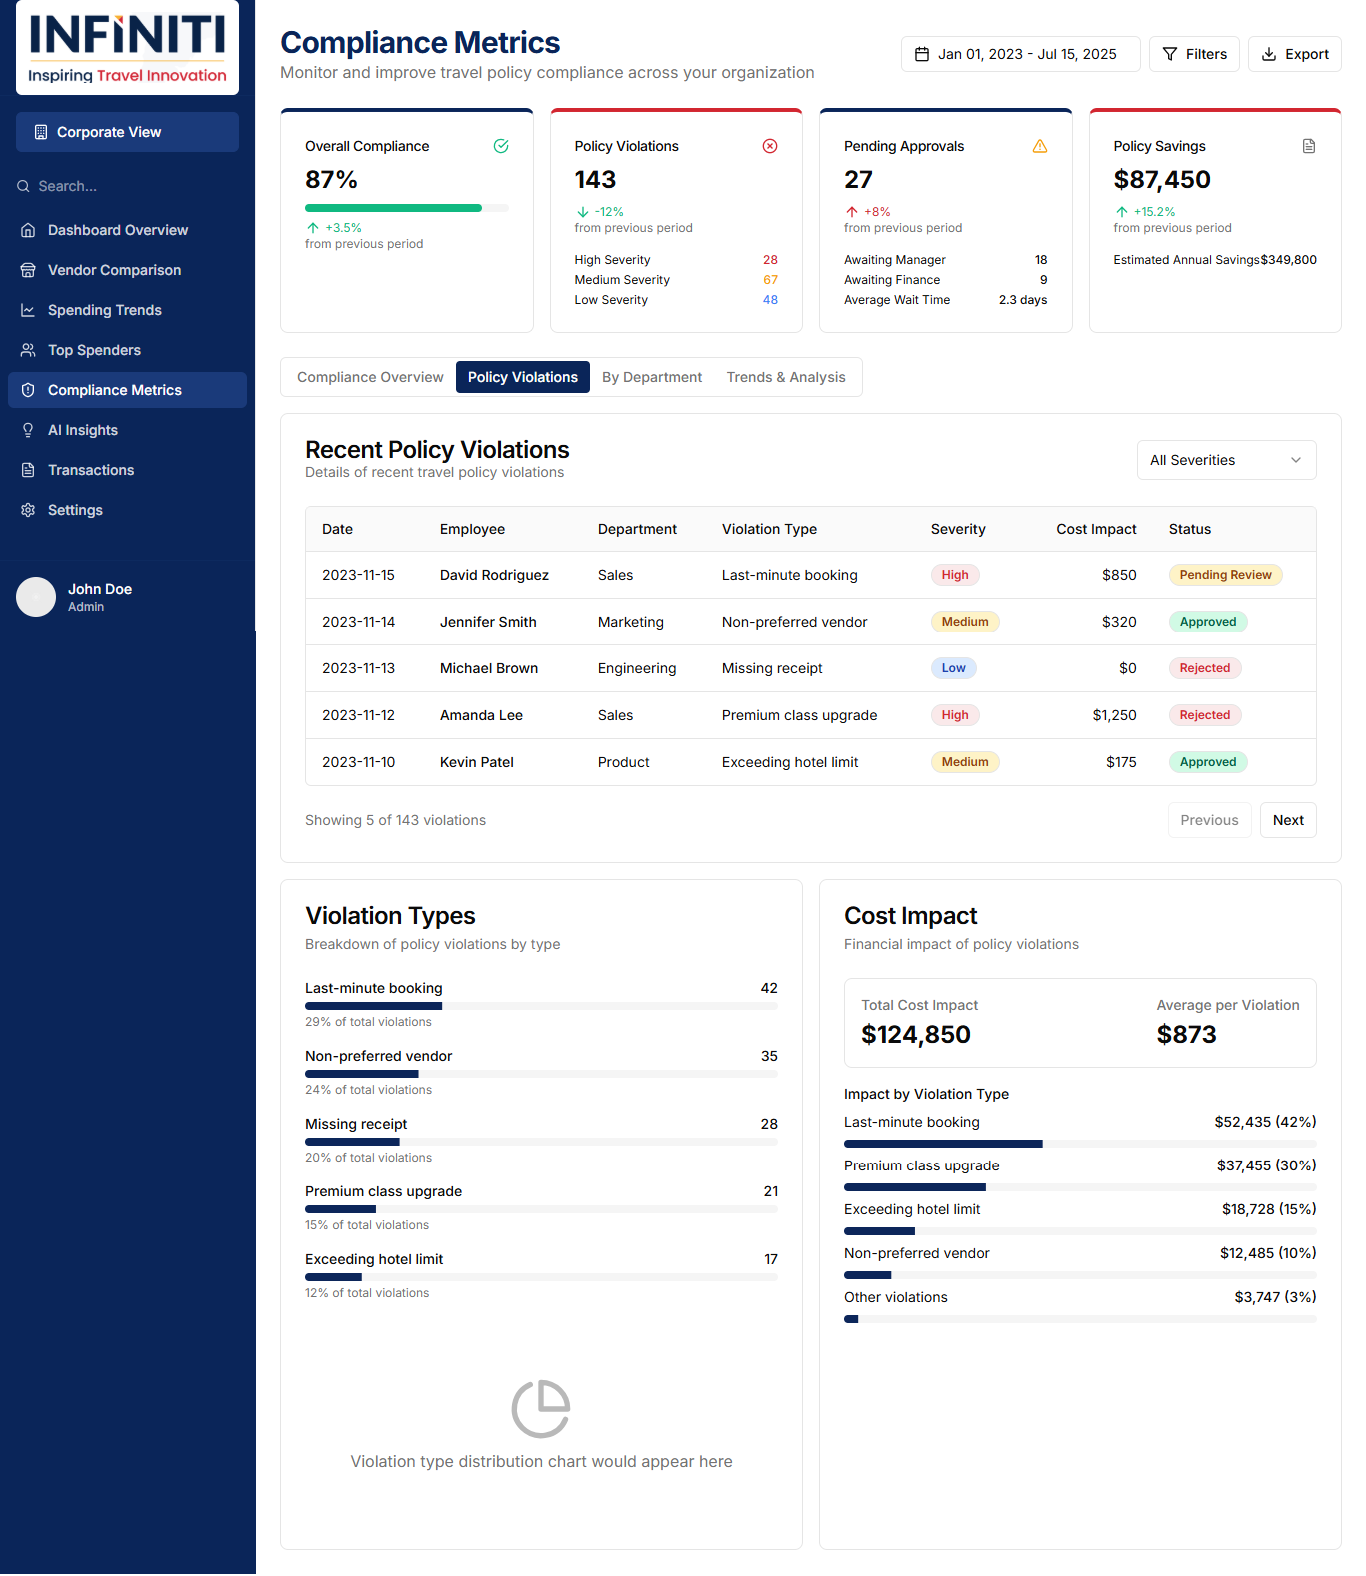 INFINITI
Inspiring Travel Innovation
Corporate View
Search...
Dashboard Overview
Vendor Comparison
Spending Trends
Top Spenders
Compliance Metrics
AI Insights
Transactions
Settings
John Doe
Admin
Compliance Metrics
Monitor and improve travel policy compliance across your organization
Jan 01, 2023 - Jul 15, 2025
Filters
Export
Overall Compliance
87%
+3.5%
from previous period
Policy Violations
143
-12%
from previous period
High Severity 28
Medium Severity 67
Low Severity 48
Pending Approvals
27
+8%
from previous period
Awaiting Manager 18
Awaiting Finance 9
Average Wait Time 2.3 days
Policy Savings
$87,450
+15.2%
from previous period
Estimated Annual Savings $349,800
Compliance Overview Policy Violations By Department Trends & Analysis
Recent Policy Violations
Details of recent travel policy violations
All Severities
Date Employee Department Violation Type Severity Cost Impact Status
2023-11-15 David Rodriguez Sales Last-minute booking High $850 Pending Review
2023-11-14 Jennifer Smith Marketing Non-preferred vendor Medium $320 Approved
2023-11-13 Michael Brown Engineering Missing receipt Low $0 Rejected
2023-11-12 Amanda Lee Sales Premium class upgrade High $1,250 Rejected
2023-11-10 Kevin Patel Product Exceeding hotel limit Medium $175 Approved
Showing 5 of 143 violations
Previous Next
Violation Types
Breakdown of policy violations by type
Last-minute booking 42
29% of total violations
Non-preferred vendor 35
24% of total violations
Missing receipt 28
20% of total violations
Premium class upgrade 21
15% of total violations
Exceeding hotel limit 17
12% of total violations
Violation type distribution chart would appear here
Cost Impact
Financial impact of policy violations
Total Cost Impact Average per Violation
$124,850 $873
Impact by Violation Type
Last-minute booking $52,435 (42%)
Premium class upgrade $37,455 (30%)
Exceeding hotel limit $18,728 (15%)
Non-preferred vendor $12,485 (10%)
Other violations $3,747 (3%)